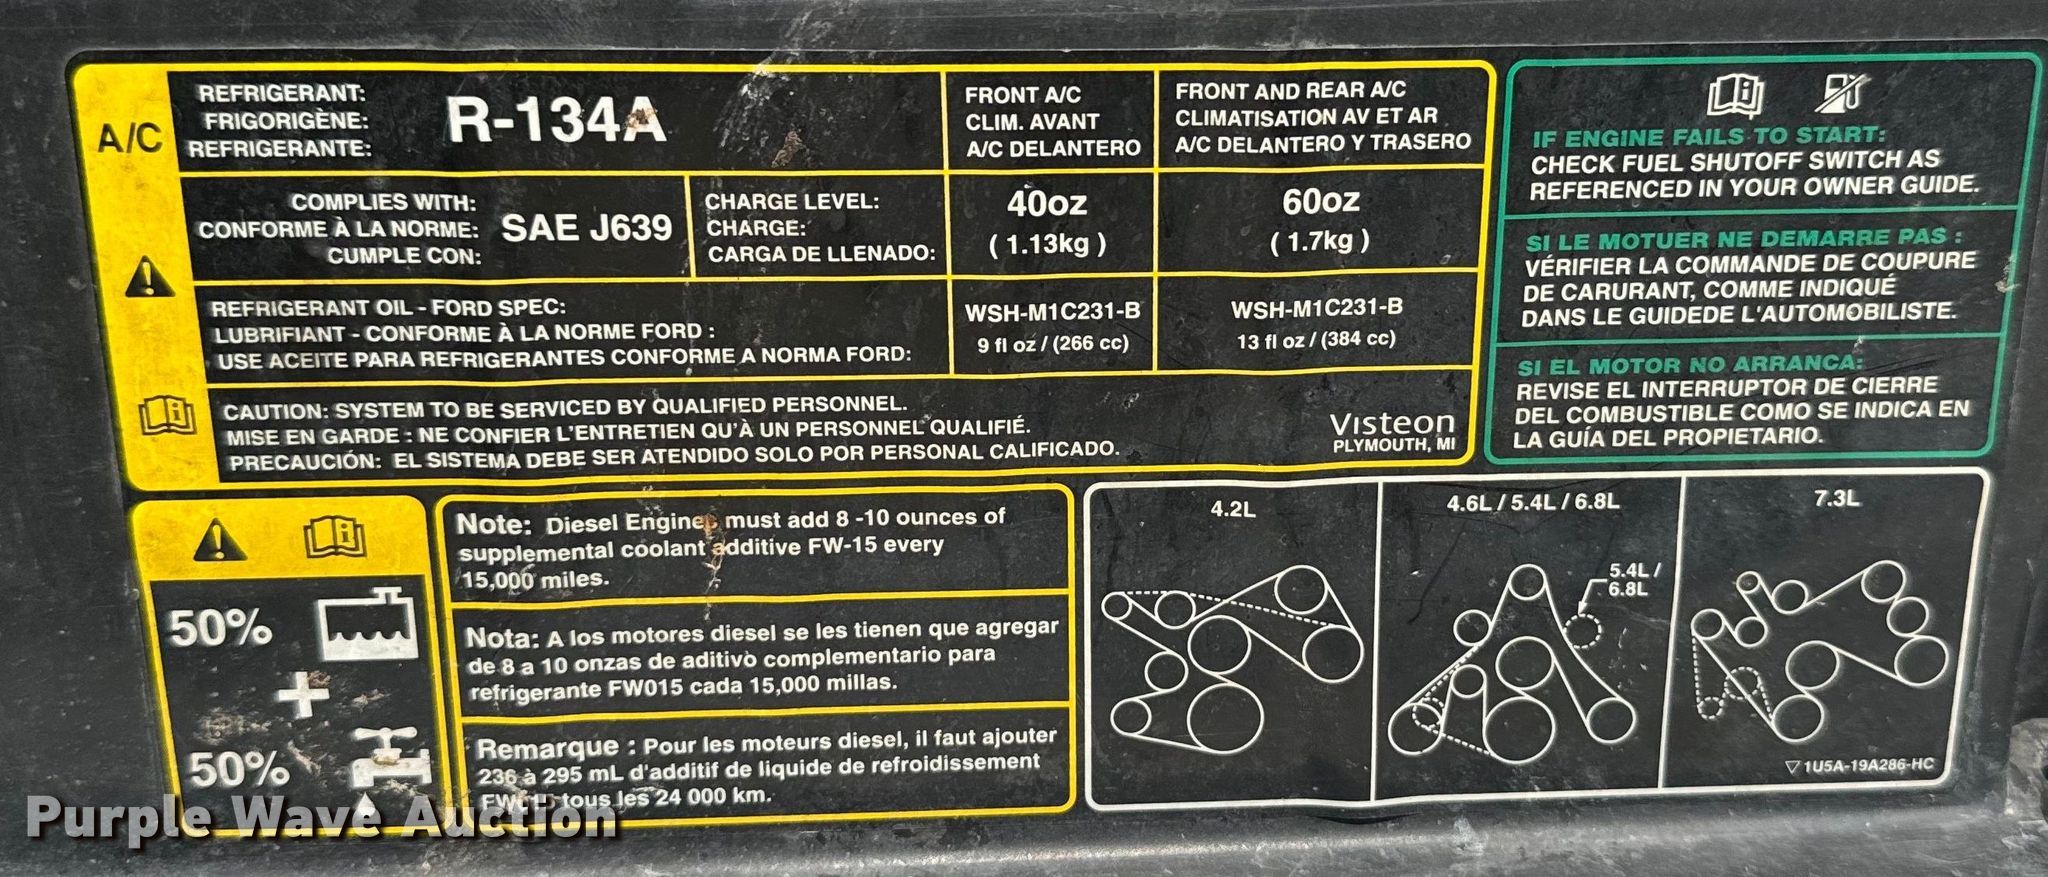 A/C
REFRIGERANT:
FRIGORIGÈNE:
REFRIGERANTE:
R-134A
FRONT A/C
CLIM. AVANT
A/C DELANTERO
FRONT AND REAR A/C
CLIMATISATION AV ET AR
A/C DELANTERO Y TRASERO
COMPLIES WITH:
CONFORME À LA NORME:
CUMPLE CON:
SAE J639
CHARGE LEVEL:
CHARGE:
CARGA DE LLENADO:
40oz
(1.13kg)
60oz
(1.7kg)
REFRIGERANT OIL - FORD SPEC:
LUBRIFIANT - CONFORME À LA NORME FORD :
USE ACEITE PARA REFRIGERANTES CONFORME A NORMA FORD:
WSH-M1C231-B
9 fl oz / (266 cc)
WSH-M1C231-B
13 fl oz / (384 cc)
CAUTION: SYSTEM TO BE SERVICED BY QUALIFIED PERSONNEL.
MISE EN GARDE : NE CONFIER L'ENTRETIEN QU'À UN PERSONNEL QUALIFIÉ.
PRECAUCIÓN: EL SISTEMA DEBE SER ATENDIDO SOLO POR PERSONAL CALIFICADO.
Visteon
PLYMOUTH, MI
IF ENGINE FAILS TO START:
CHECK FUEL SHUTOFF SWITCH AS
REFERENCED IN YOUR OWNER GUIDE.
SI LE MOTUER NE DEMARRE PAS :
VÉRIFIER LA COMMANDE DE COUPURE
DE CARURANT, COMME INDIQUÉ
DANS LE GUIDEDE L'AUTOMOBILISTE.
SI EL MOTOR NO ARRANCA:
REVISE EL INTERRUPTOR DE CIERRE
DEL COMBUSTIBLE COMO SE INDICA EN
LA GUÍA DEL PROPIETARIO.
50%
+
50%
Note: Diesel Engines must add 8 -10 ounces of
supplemental coolant additive FW-15 every
15,000 miles.
Nota: A los motores diesel se les tienen que agregar
de 8 a 10 onzas de aditivo complementario para
refrigerante FW015 cada 15,000 millas.
Remarque : Pour les moteurs diesel, il faut ajouter
236 à 295 mL d'additif de liquide de refroidissement
tous les 24 000 km.
4.2L
4.6L / 5.4L / 6.8L
5.4L /
6.8L
7.3L
1U5A-19A286-HC
Purple Wave Auction